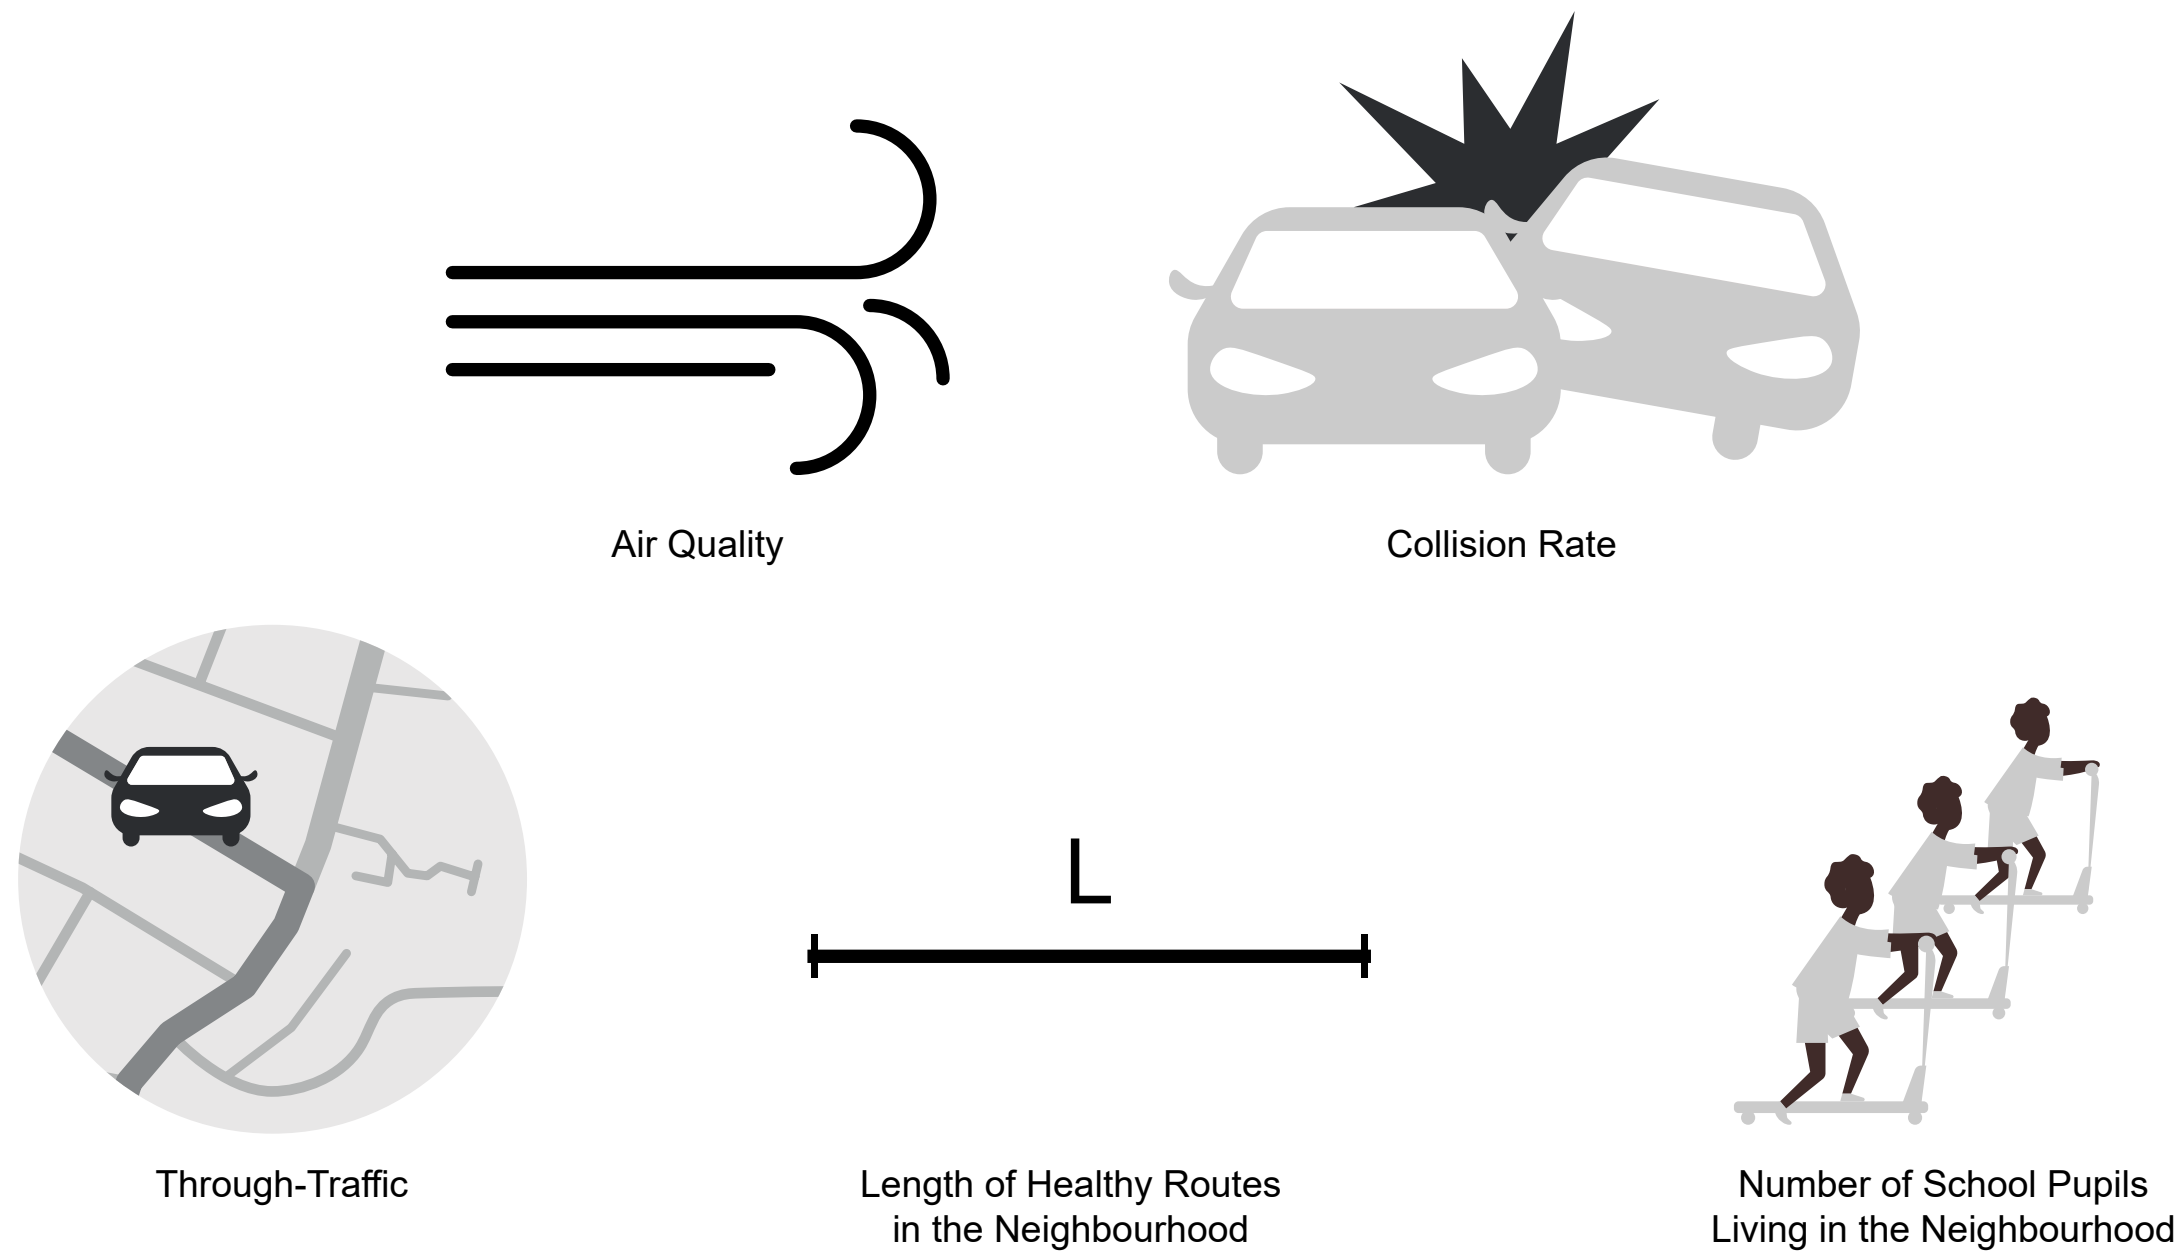 Air Quality
Collision Rate
L
Through-Traffic
Length of Healthy Routes
in the Neighbourhood
Number of School Pupils
Living in the Neighbourhood